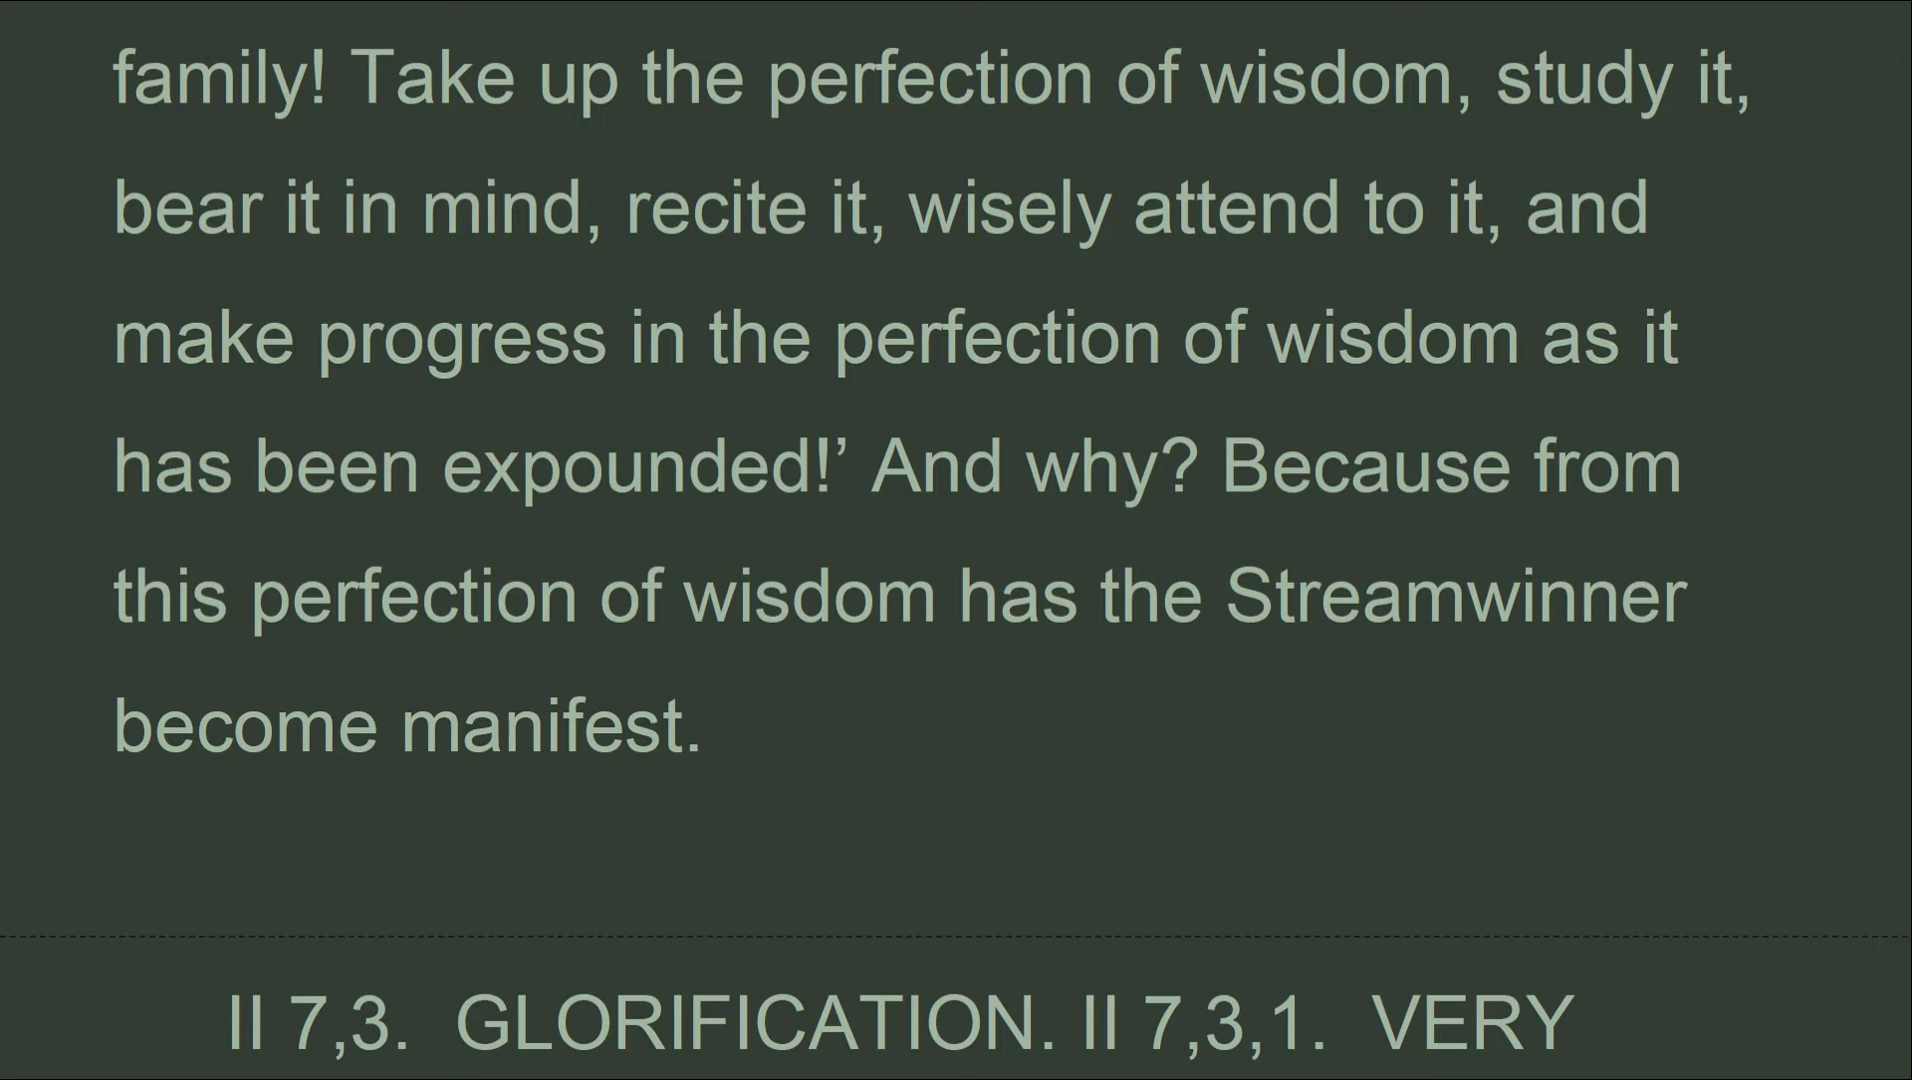 family! Take up the perfection of wisdom, study it,
bear it in mind, recite it, wisely attend to it, and
make progress in the perfection of wisdom as it
has been expounded!’ And why? Because from
this perfection of wisdom has the Streamwinner
become manifest.
II 7,3.  GLORIFICATION. II 7,3,1.  VERY